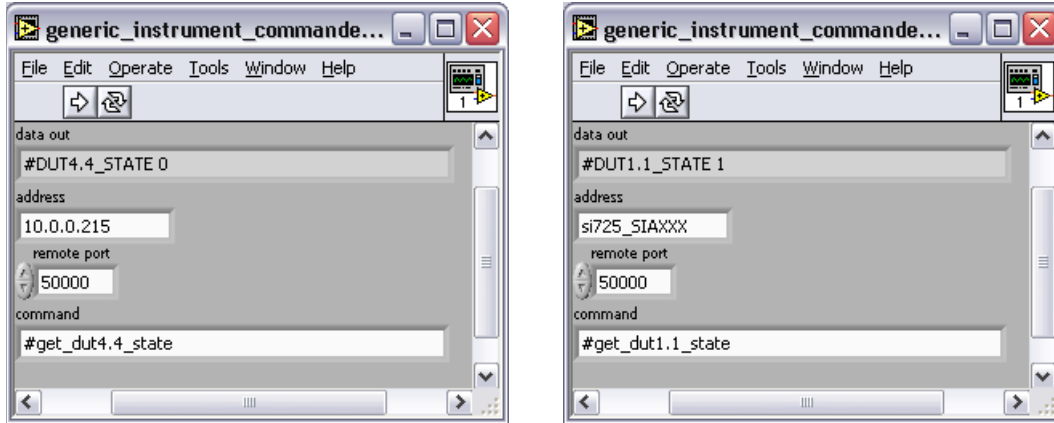 generic_instrument_commande...
File Edit Operate Tools Window Help
1
data out
#DUT4.4_STATE 0
address
10.0.0.215
remote port
50000
command
#get_dut4.4_state
generic_instrument_commande...
File Edit Operate Tools Window Help
1
data out
#DUT1.1_STATE 1
address
si725_SIAXXX
remote port
50000
command
#get_dut1.1_state